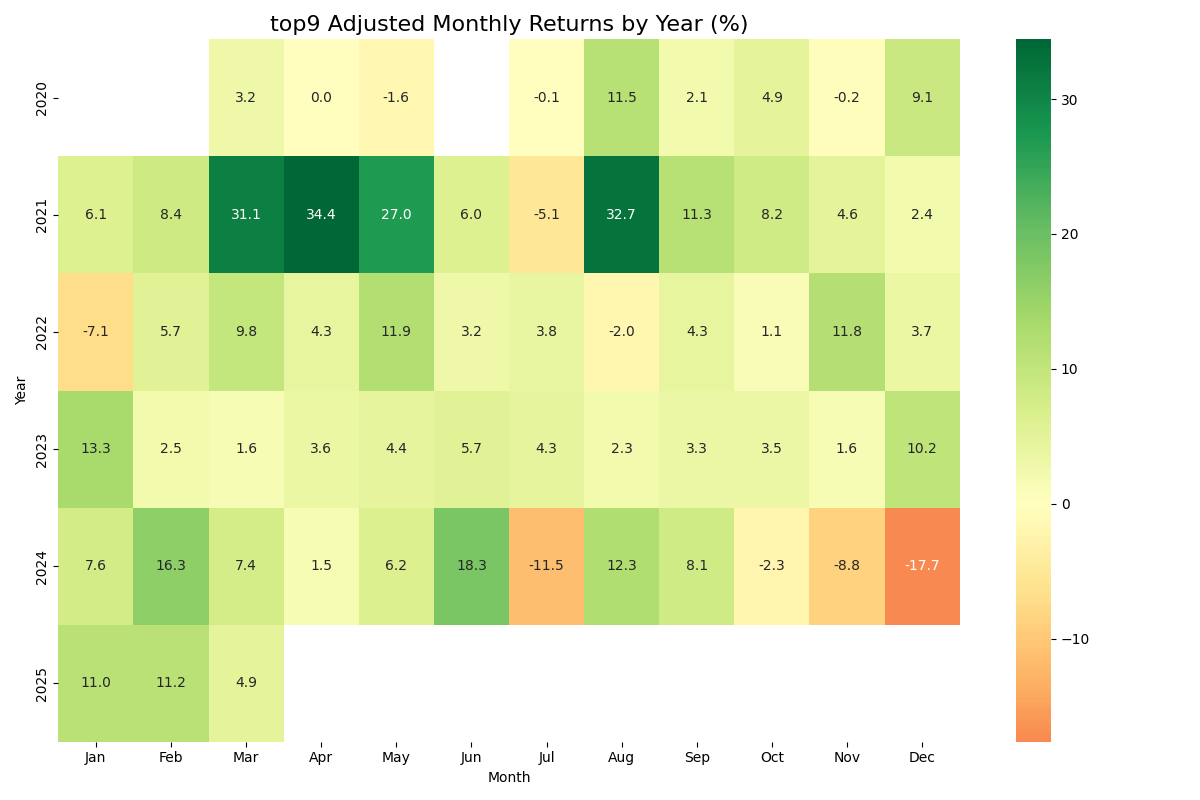 top9 Adjusted Monthly Returns by Year (%)
2020 3.2 0.0 -1.6 -0.1 11.5 2.1 4.9 -0.2 9.1
2021 6.1 8.4 31.1 34.4 27.0 6.0 -5.1 32.7 11.3 8.2 4.6 2.4
2022 -7.1 5.7 9.8 4.3 11.9 3.2 3.8 -2.0 4.3 1.1 11.8 3.7
2023 13.3 2.5 1.6 3.6 4.4 5.7 4.3 2.3 3.3 3.5 1.6 10.2
2024 7.6 16.3 7.4 1.5 6.2 18.3 -11.5 12.3 8.1 -2.3 -8.8 -17.7
2025 11.0 11.2 4.9
Year
Jan Feb Mar Apr May Jun Jul Aug Sep Oct Nov Dec
Month
30
20
10
0
−10